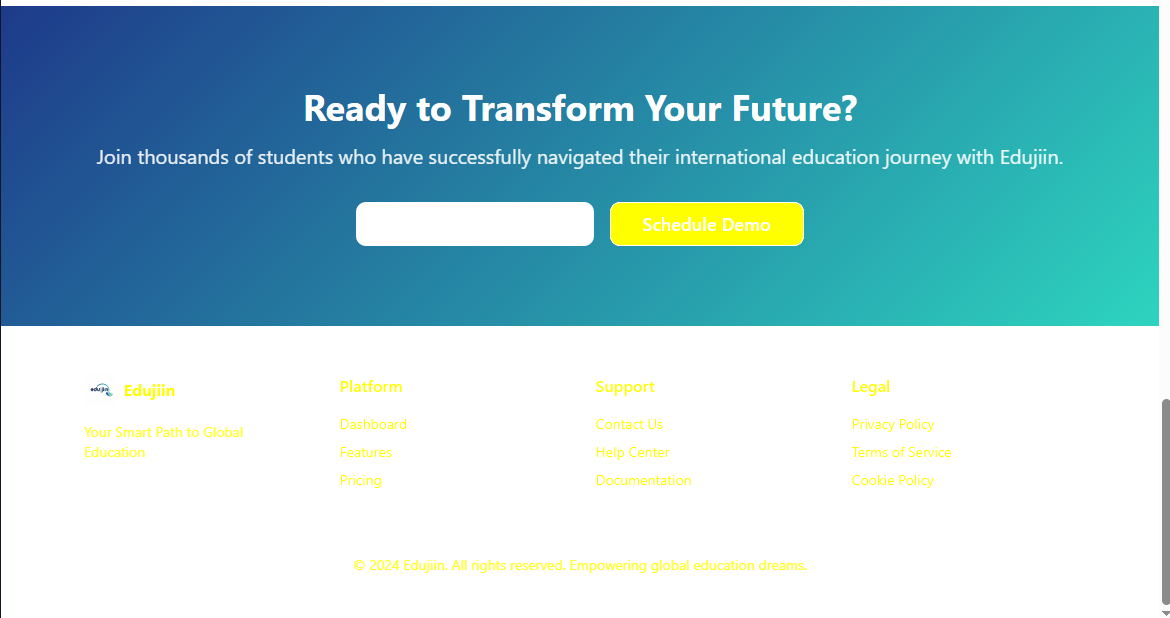 Ready to Transform Your Future?
Join thousands of students who have successfully navigated their international education journey with Edujiin.
Schedule Demo
edujiin
Edujiin
Your Smart Path to Global
Education
Platform
Dashboard
Features
Pricing
Support
Contact Us
Help Center
Documentation
Legal
Privacy Policy
Terms of Service
Cookie Policy
© 2024 Edujiin. All rights reserved. Empowering global education dreams.